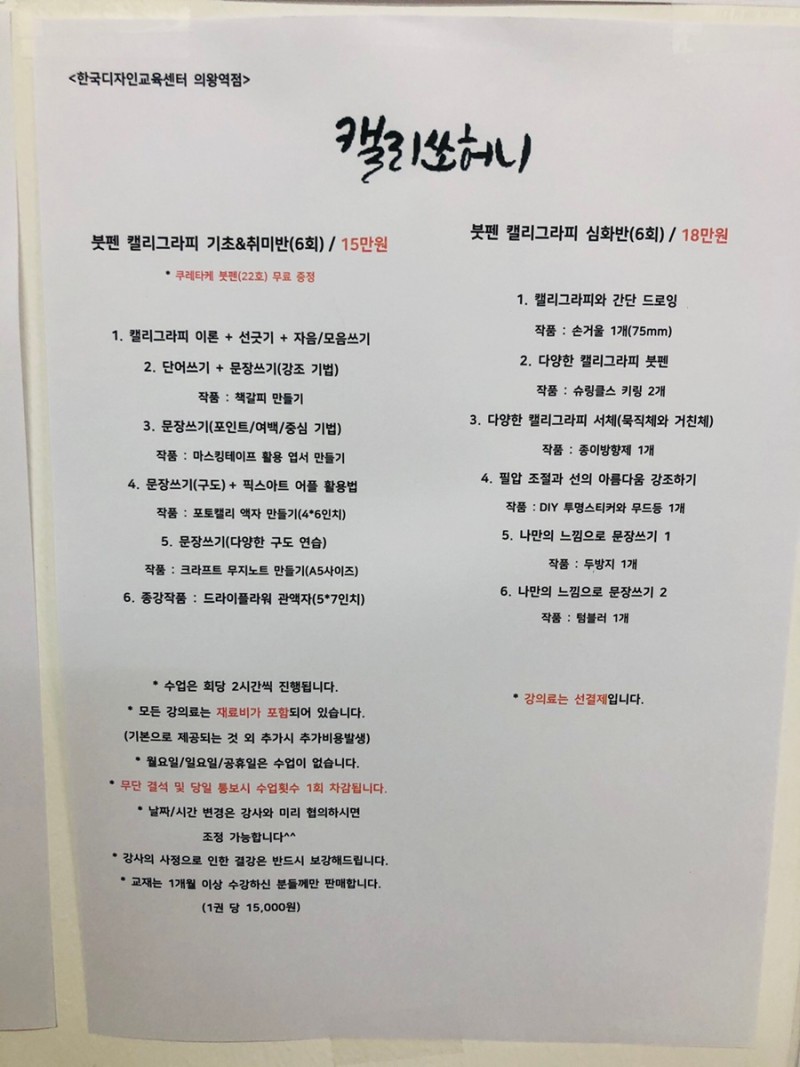 <한국디자인교육센터 의왕역점>
캘리쏘허니
붓펜 캘리그라피 기초&취미반(6회) / 15만원
* 쿠레타케 붓펜(22호) 무료 증정
1. 캘리그라피 이론 + 선긋기 + 자음/모음쓰기
2. 단어쓰기 + 문장쓰기(강조 기법)
작품 : 책갈피 만들기
3. 문장쓰기(포인트/여백/중심 기법)
작품 : 마스킹테이프 활용 엽서 만들기
4. 문장쓰기(구도) + 픽스아트 어플 활용법
작품 : 포토캘리 액자 만들기(4*6인치)
5. 문장쓰기(다양한 구도 연습)
작품 : 크라프트 무지노트 만들기(A5사이즈)
6. 종강작품 : 드라이플라워 관액자(5*7인치)
* 수업은 회당 2시간씩 진행됩니다.
* 모든 강의료는 재료비가 포함되어 있습니다.
(기본으로 제공되는 것 외 추가시 추가비용발생)
* 월요일/일요일/공휴일은 수업이 없습니다.
* 무단 결석 및 당일 통보시 수업횟수 1회 차감됩니다.
* 날짜/시간 변경은 강사와 미리 협의하시면
조정 가능합니다^^
* 강사의 사정으로 인한 결강은 반드시 보강해드립니다.
* 교재는 1개월 이상 수강하신 분들께만 판매합니다.
(1권 당 15,000원)
붓펜 캘리그라피 심화반(6회) / 18만원
1. 캘리그라피와 간단 드로잉
작품 : 손거울 1개(75mm)
2. 다양한 캘리그라피 붓펜
작품 : 슈링클스 키링 2개
3. 다양한 캘리그라피 서체(묵직체와 거친체)
작품 : 종이방향제 1개
4. 필압 조절과 선의 아름다움 강조하기
작품 : DIY 투명스티커와 무드등 1개
5. 나만의 느낌으로 문장쓰기 1
작품 : 두방지 1개
6. 나만의 느낌으로 문장쓰기 2
작품 : 텀블러 1개
* 강의료는 선결제입니다.